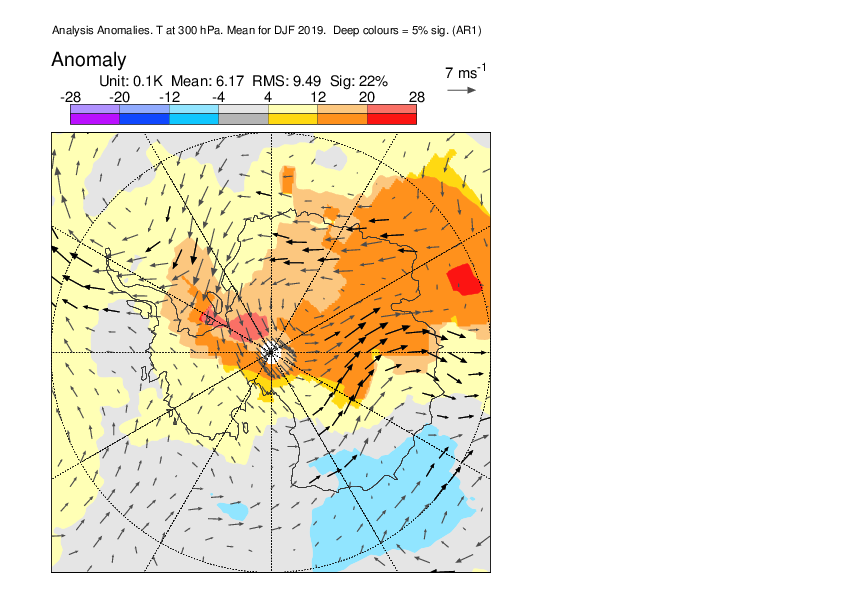 Analysis Anomalies. T at 300 hPa. Mean for DJF 2019. Deep colours = 5% sig. (AR1)
Anomaly
7 ms-1
Unit: 0.1K Mean: 6.17 RMS: 9.49 Sig: 22%
-28 -20 -12 -4 4 12 20 28